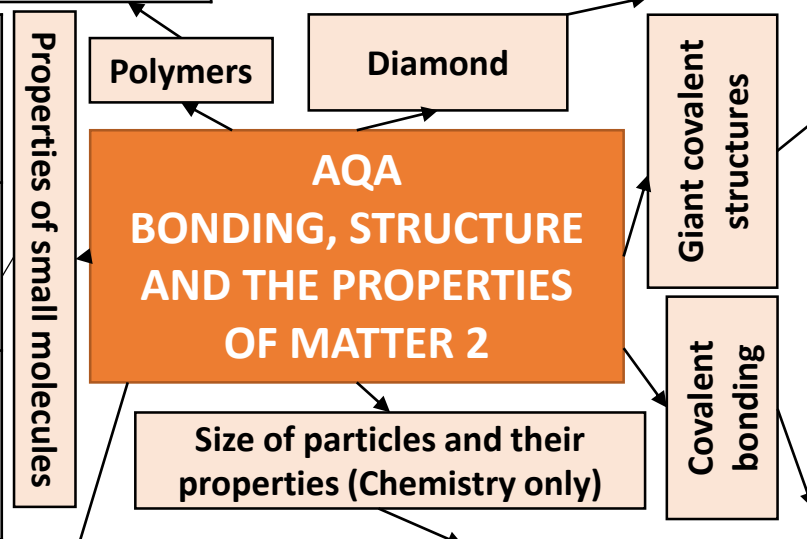 Properties of small molecules
Polymers
Diamond
Giant covalent
structures
AQA
BONDING, STRUCTURE
AND THE PROPERTIES
OF MATTER 2
Covalent
bonding
Size of particles and their
properties (Chemistry only)